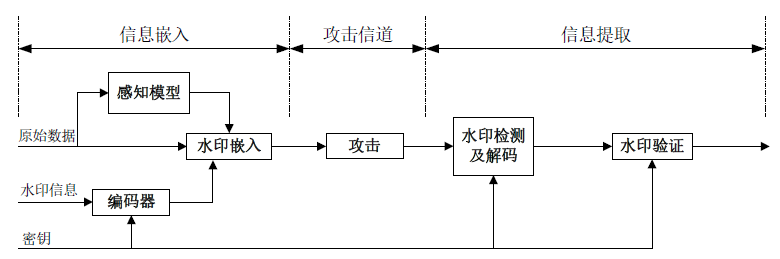 信息嵌入
攻击信道
信息提取
感知模型
原始数据
水印嵌入
攻击
水印检测
及解码
水印验证
水印信息
编码器
密钥